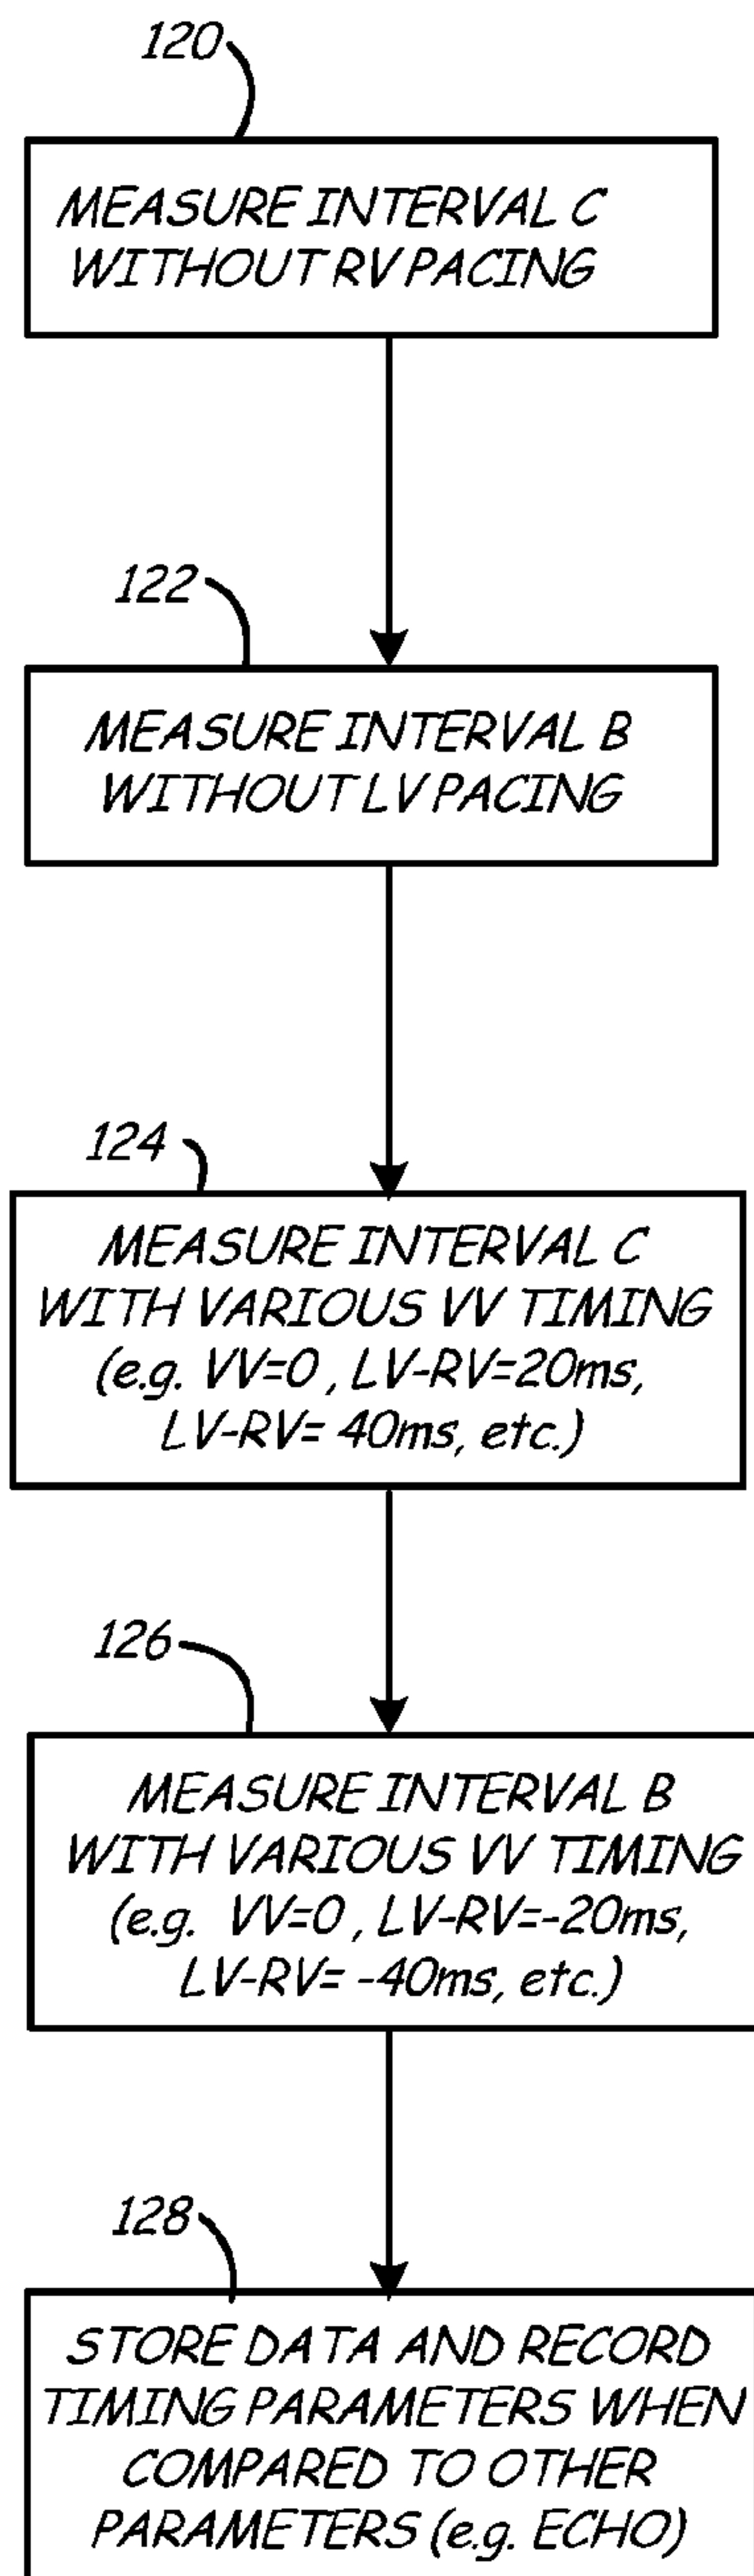 120
MEASURE INTERVAL C
WITHOUT RV PACING
122
MEASURE INTERVAL B
WITHOUT LV PACING
124
MEASURE INTERVAL C
WITH VARIOUS VV TIMING
(e.g. VV=0, LV-RV=20ms,
LV-RV= 40ms, etc.)
126
MEASURE INTERVAL B
WITH VARIOUS VV TIMING
(e.g. VV=0, LV-RV=-20ms,
LV-RV= -40ms, etc.)
128
STORE DATA AND RECORD
TIMING PARAMETERS WHEN
COMPARED TO OTHER
PARAMETERS (e.g. ECHO)